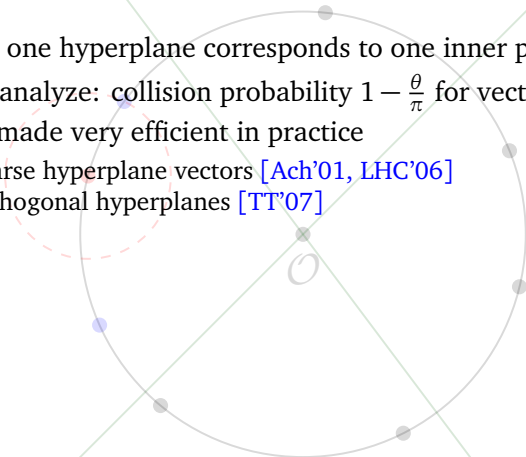 one hyperplane corresponds to one inner p
analyze: collision probability 1 − θ/π for vect
made very efficient in practice
rse hyperplane vectors [Ach'01, LHC'06]
hogonal hyperplanes [TT'07]
𝒪